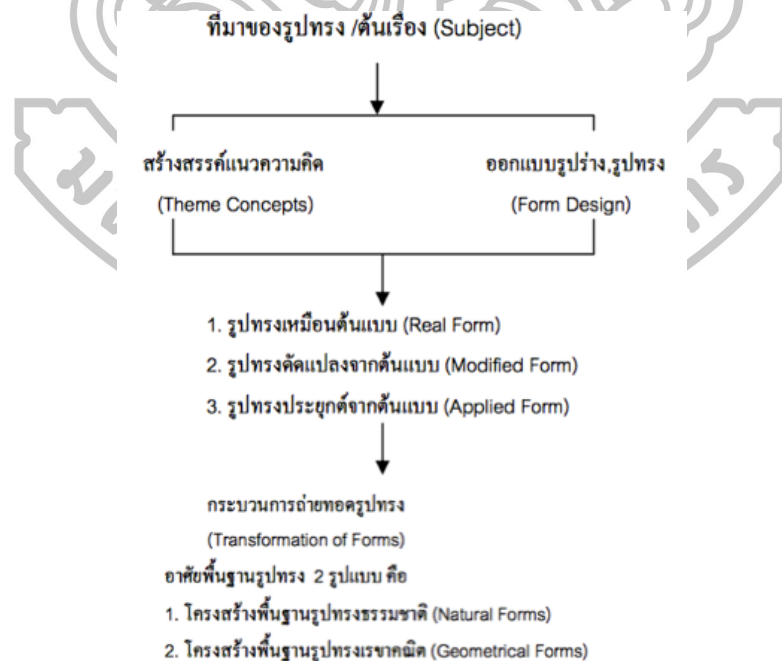 ที่มาของรูปทรง /ต้นเรื่อง (Subject)
สร้างสรรค์แนวความคิด
(Theme Concepts)
ออกแบบรูปร่าง,รูปทรง
(Form Design)
1. รูปทรงเหมือนต้นแบบ (Real Form)
2. รูปทรงดัดแปลงจากต้นแบบ (Modified Form)
3. รูปทรงประยุกต์จากต้นแบบ (Applied Form)
กระบวนการถ่ายทอดรูปทรง
(Transformation of Forms)
อาศัยพื้นฐานรูปทรง 2 รูปแบบ คือ
1. โครงสร้างพื้นฐานรูปทรงธรรมชาติ (Natural Forms)
2. โครงสร้างพื้นฐานรูปทรงเรขาคณิต (Geometrical Forms)